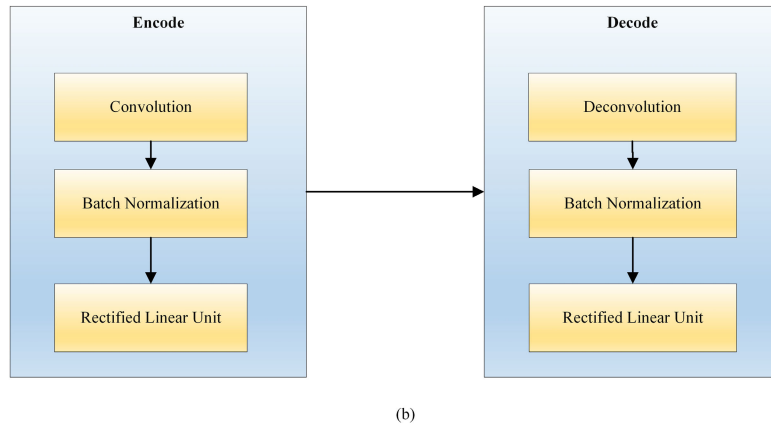 Encode
Convolution
Batch Normalization
Rectified Linear Unit
Decode
Deconvolution
Batch Normalization
Rectified Linear Unit
(b)